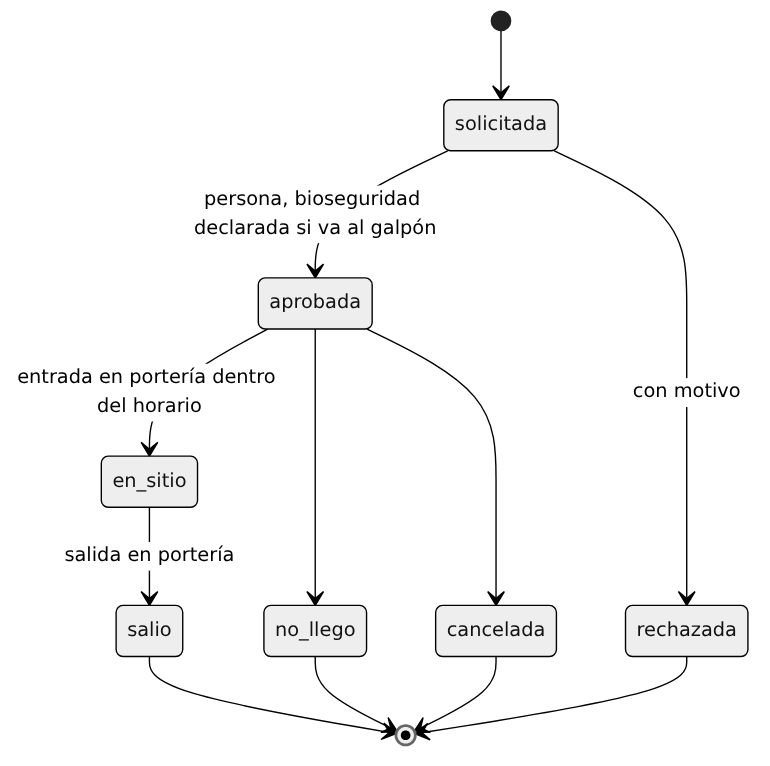 solicitada
persona, bioseguridad
declarada si va al galpón
aprobada
entrada en portería dentro
del horario
con motivo
en_sitio
salida en portería
salio
no_llego
cancelada
rechazada